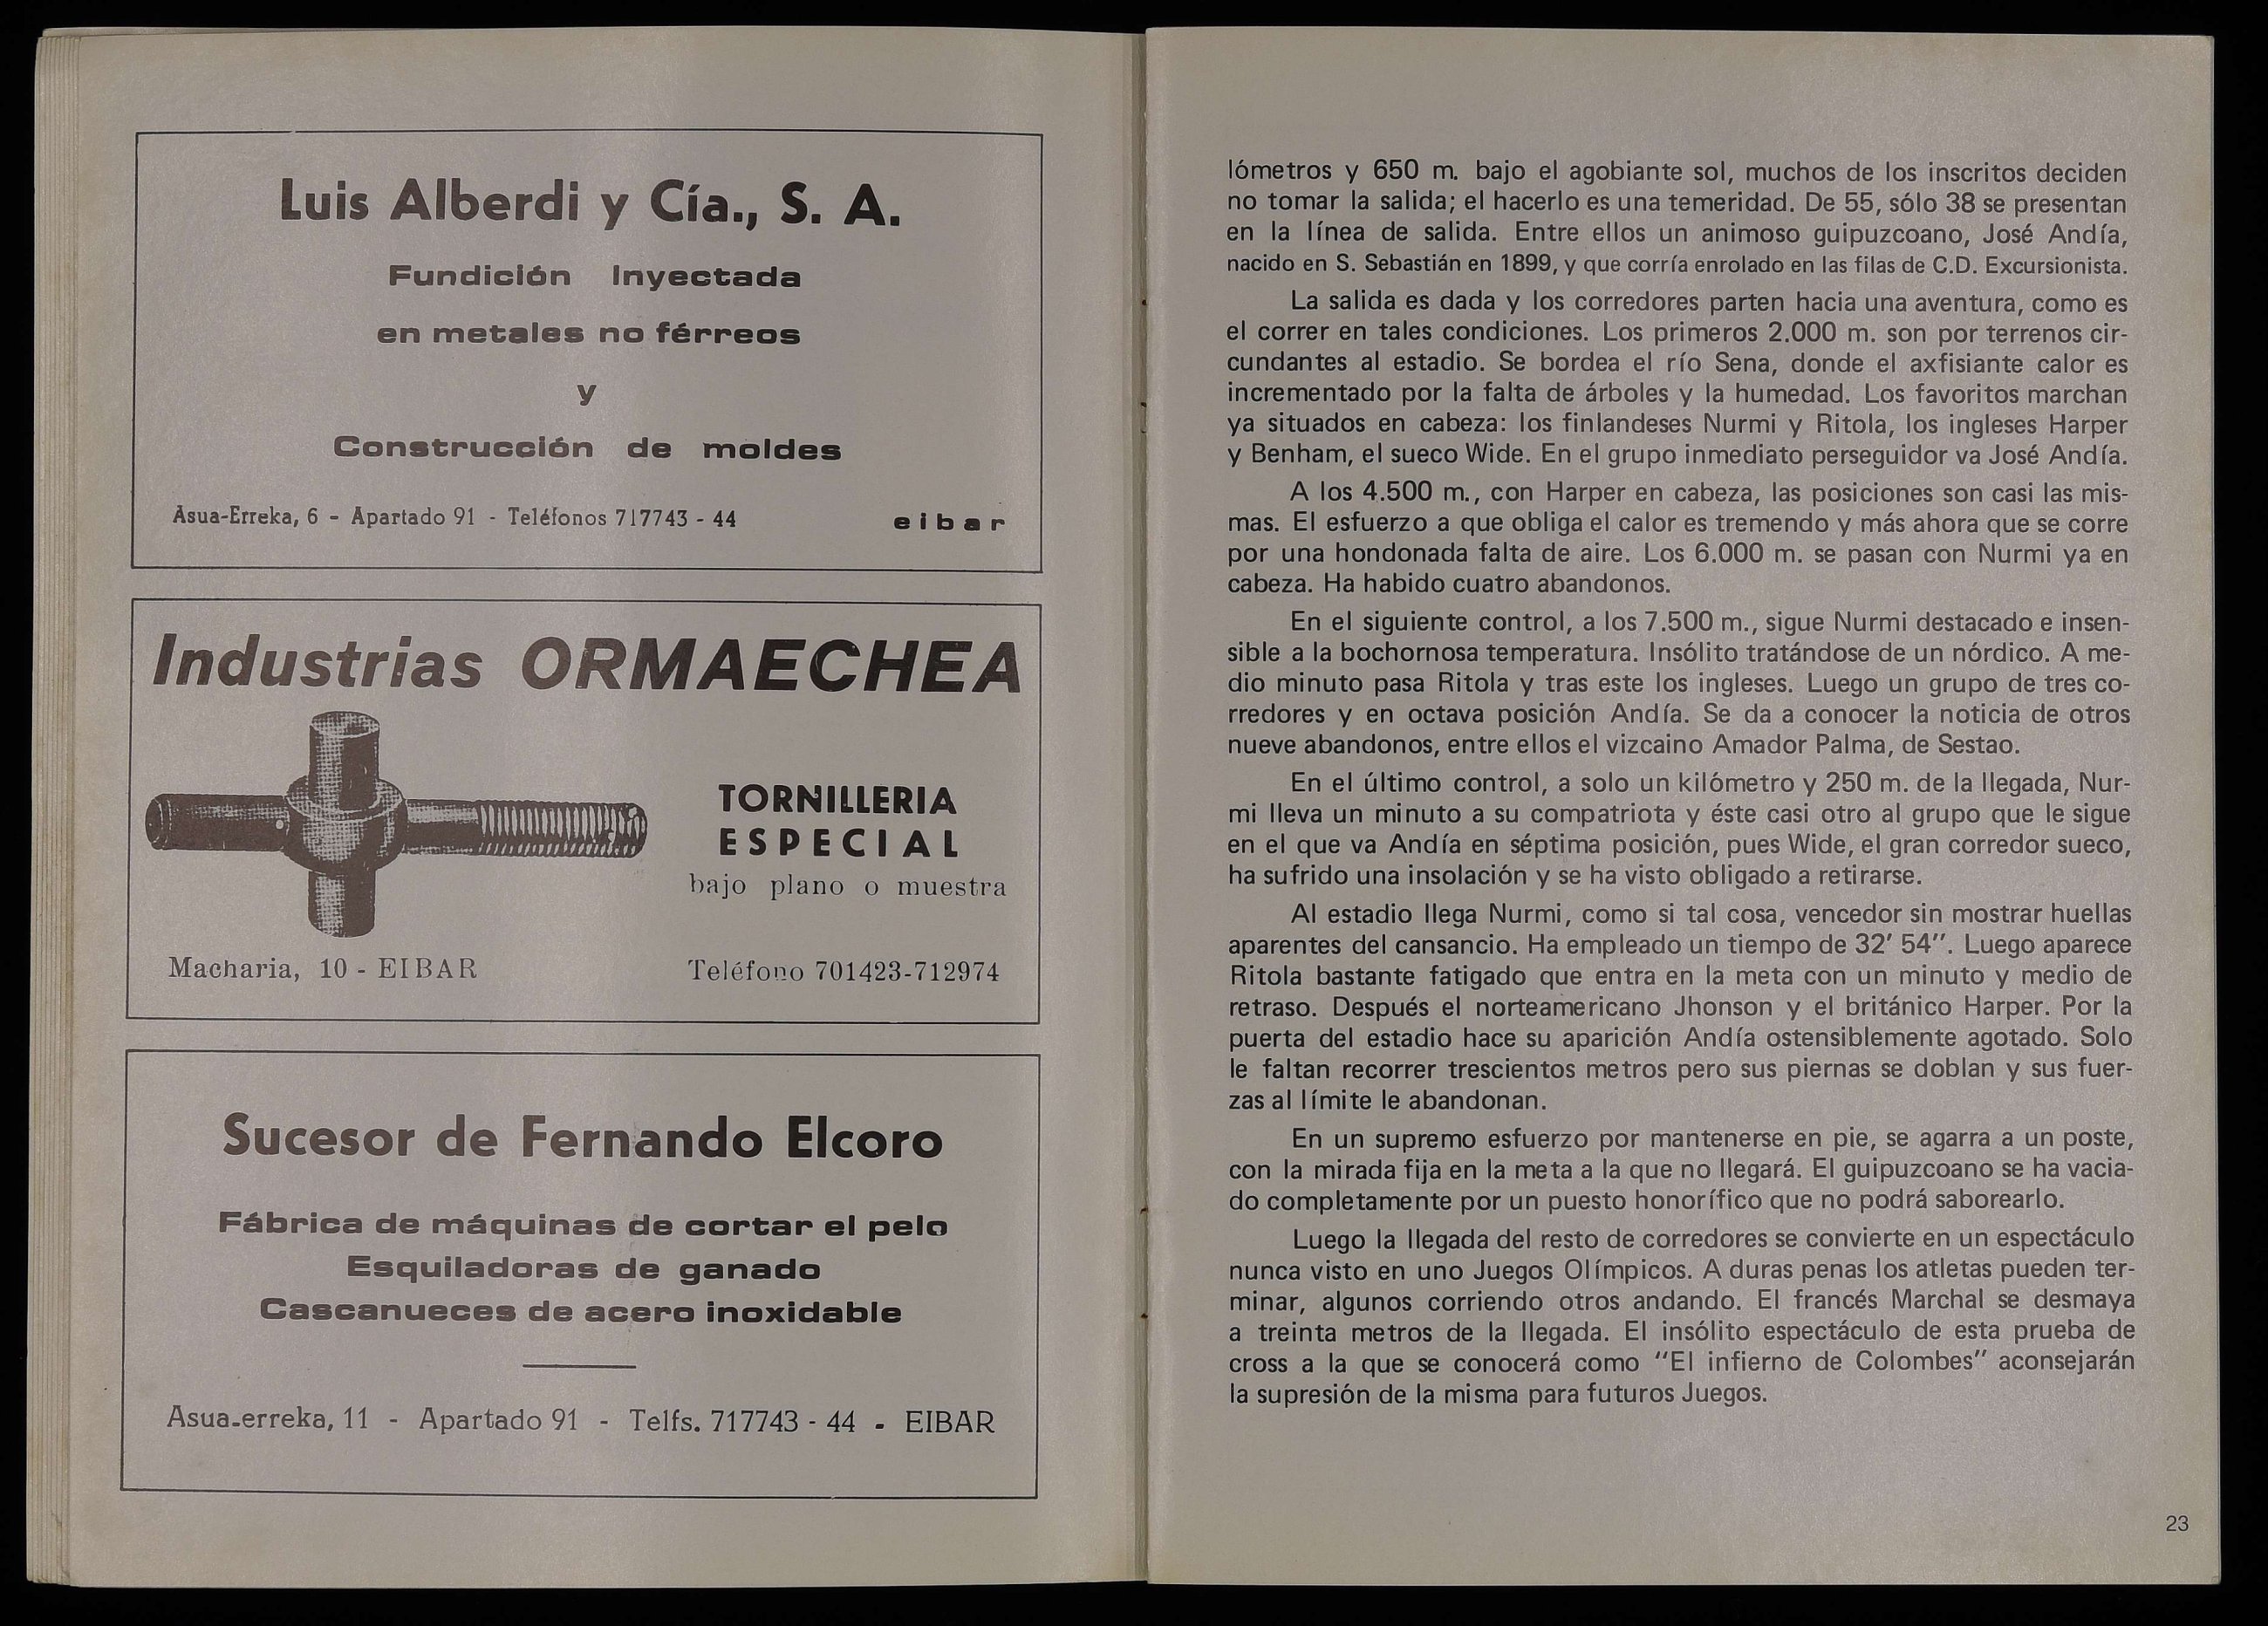 Luis Alberdi y Cía., S. A.
Fundición Inyectada
en metales no férreos
y
Construcción de moldes
Asua-Erreka, 6 - Apartado 91 - Teléfonos 717743 - 44 eibar
Industrias ORMAECHEA
TORNILLERIA
ESPECIAL
bajo plano o muestra
Macharia, 10 - EIBAR Teléfono 701423-712974
Sucesor de Fernando Elcoro
Fábrica de máquinas de cortar el pelo
Esquiladoras de ganado
Cascanueces de acero inoxidable
Asua-erreka, 11 - Apartado 91 - Telfs. 717743 - 44 - EIBAR
lómetros y 650 m. bajo el agobiante sol, muchos de los inscritos deciden
no tomar la salida; el hacerlo es una temeridad. De 55, sólo 38 se presentan
en la línea de salida. Entre ellos un animoso guipuzcoano, José Andía,
nacido en S. Sebastián en 1899, y que corría enrolado en las filas de C.D. Excursionista.
La salida es dada y los corredores parten hacia una aventura, como es
el correr en tales condiciones. Los primeros 2.000 m. son por terrenos cir-
cundantes al estadio. Se bordea el río Sena, donde el axfisiante calor es
incrementado por la falta de árboles y la humedad. Los favoritos marchan
ya situados en cabeza: los finlandeses Nurmi y Ritola, los ingleses Harper
y Benham, el sueco Wide. En el grupo inmediato perseguidor va José Andía.
A los 4.500 m., con Harper en cabeza, las posiciones son casi las mis-
mas. El esfuerzo a que obliga el calor es tremendo y más ahora que se corre
por una hondonada falta de aire. Los 6.000 m. se pasan con Nurmi ya en
cabeza. Ha habido cuatro abandonos.
En el siguiente control, a los 7.500 m., sigue Nurmi destacado e insen-
sible a la bochornosa temperatura. Insólito tratándose de un nórdico. A me-
dio minuto pasa Ritola y tras este los ingleses. Luego un grupo de tres co-
rredores y en octava posición Andía. Se da a conocer la noticia de otros
nueve abandonos, entre ellos el vizcaino Amador Palma, de Sestao.
En el último control, a solo un kilómetro y 250 m. de la llegada, Nur-
mi lleva un minuto a su compatriota y éste casi otro al grupo que le sigue
en el que va Andía en séptima posición, pues Wide, el gran corredor sueco,
ha sufrido una insolación y se ha visto obligado a retirarse.
Al estadio llega Nurmi, como si tal cosa, vencedor sin mostrar huellas
aparentes del cansancio. Ha empleado un tiempo de 32' 54''. Luego aparece
Ritola bastante fatigado que entra en la meta con un minuto y medio de
retraso. Después el norteamericano Jhonson y el británico Harper. Por la
puerta del estadio hace su aparición Andía ostensiblemente agotado. Solo
le faltan recorrer trescientos metros pero sus piernas se doblan y sus fuer-
zas al límite le abandonan.
En un supremo esfuerzo por mantenerse en pie, se agarra a un poste,
con la mirada fija en la meta a la que no llegará. El guipuzcoano se ha vacia-
do completamente por un puesto honorífico que no podrá saborearlo.
Luego la llegada del resto de corredores se convierte en un espectáculo
nunca visto en uno Juegos Olímpicos. A duras penas los atletas pueden ter-
minar, algunos corriendo otros andando. El francés Marchal se desmaya
a treinta metros de la llegada. El insólito espectáculo de esta prueba de
cross a la que se conocerá como "El infierno de Colombes" aconsejarán
la supresión de la misma para futuros Juegos.
23